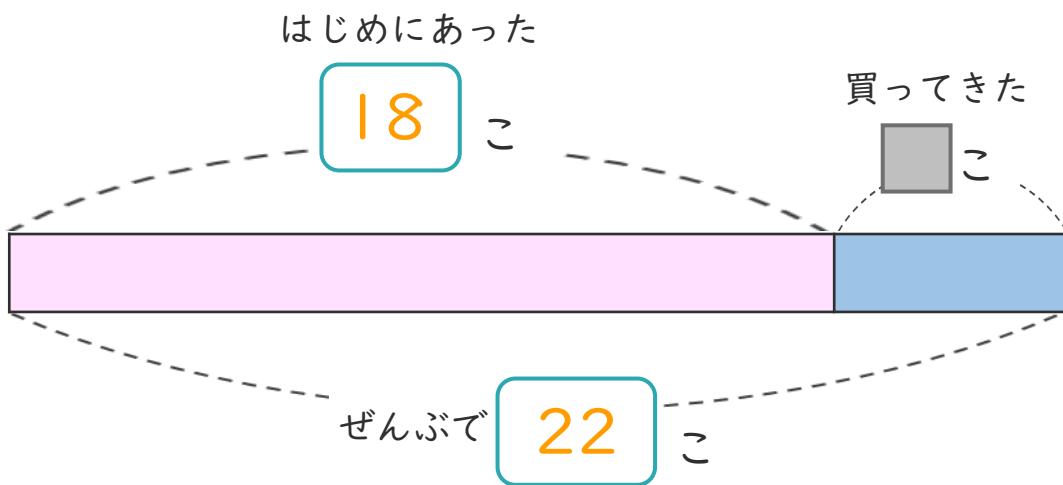 はじめにあった
18 こ
買ってきた
こ
ぜんぶで 22 こ